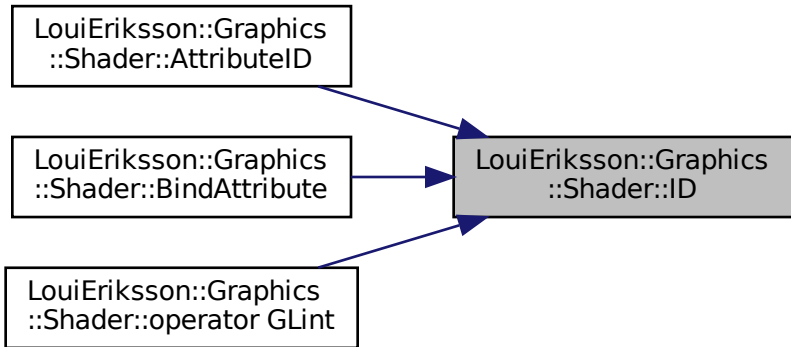 LouiEriksson::Graphics
::Shader::AttributeID
LouiEriksson::Graphics
::Shader::BindAttribute
LouiEriksson::Graphics
::Shader::operator GLint
LouiEriksson::Graphics
::Shader::ID